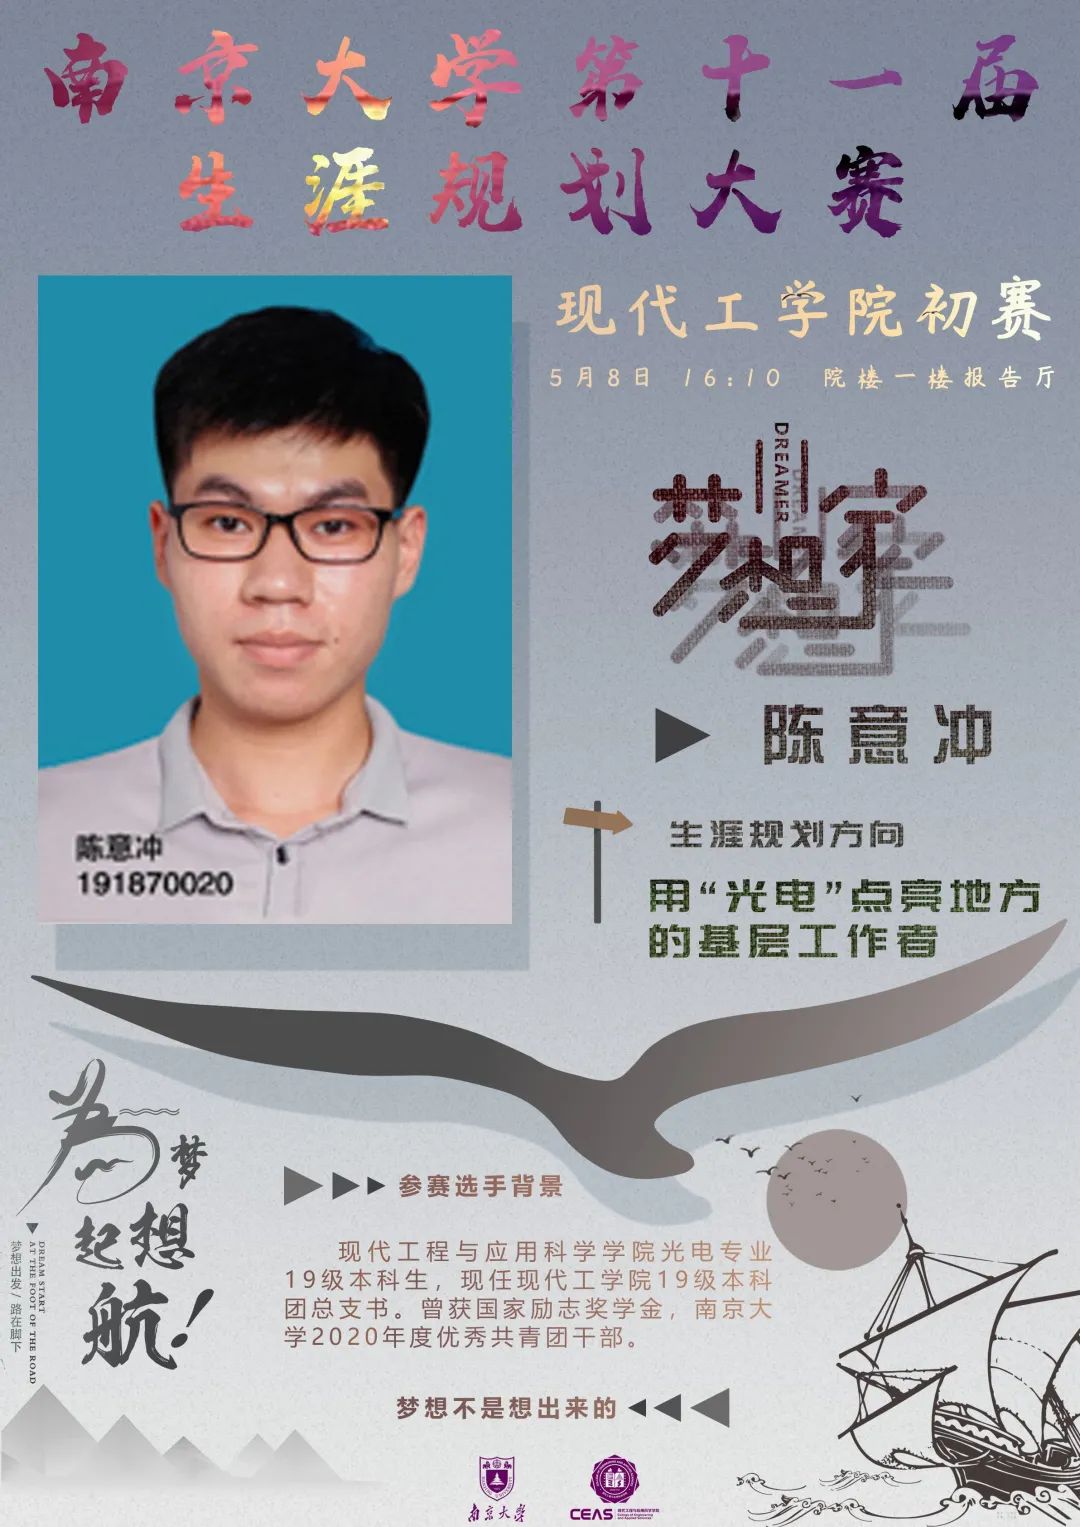 南京大学第十一届
生涯规划大赛
现代工学院初赛
5月8日 16:10 院楼一楼报告厅
DREAMER
梦想家
陈意冲
陈意冲
191870020
生涯规划方向
用“光电”点亮地方
的基层工作者
为梦
想
起
航!
DREAM START
AT THE FOOT OF THE ROAD
梦想出发/路在脚下
参赛选手背景
现代工程与应用科学学院光电专业
19级本科生，现任现代工学院19级本科
团总支书。曾获国家励志奖学金，南京大
学2020年度优秀共青团干部。
梦想不是想出来的
南京大学
CEAS